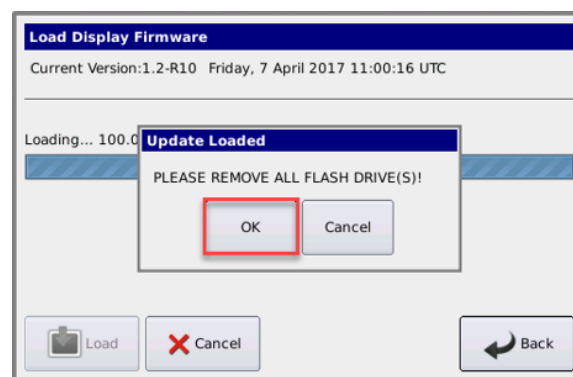 Load Display Firmware
Current Version:1.2-R10 Friday, 7 April 2017 11:00:16 UTC
Loading... 100.0
Update Loaded
PLEASE REMOVE ALL FLASH DRIVE(S)!
OK Cancel
Load Cancel Back